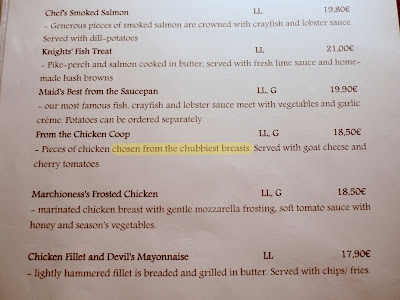 Chef's Smoked Salmon LL 19,80€
- Generous pieces of smoked salmon are crowned with crayfish and lobster sauce.
Served with dill-potatoes
Knights' Fish Treat LL 21,00€
- Pike-perch and salmon cooked in butter, served with fresh lime sauce and home-
made hash browns
Maid's Best from the Saucepan LL, G 19,90€
- our most famous fish, crayfish and lobster sauce meet with vegetables and garlic
crème. Potatoes can be ordered separately.
From the Chicken Coop LL, G 18,50€
- Pieces of chicken chosen from the chubbiest breasts. Served with goat cheese and
cherry tomatoes.
Marchioness's Frosted Chicken LL, G 18,50€
- marinated chicken breast with gentle mozzarella frosting, soft tomato sauce with
honey and season's vegetables.
Chicken Fillet and Devil's Mayonnaise LL 17,90€
- lightly hammered fillet is breaded and grilled in butter. Served with chips/ fries.